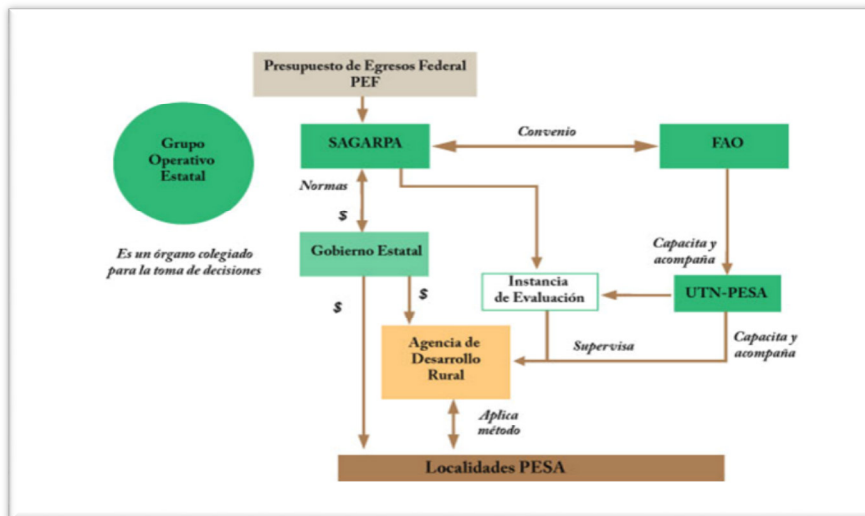 Presupuesto de Egresos Federal
PEF
Grupo
Operativo
Estatal
SAGARPA
Convenio
FAO
Normas
$
Es un órgano colegiado
para la toma de decisiones
Gobierno Estatal
Capacita y
acompaña
Instancia
de Evaluación
UTN-PESA
$
$
Agencia de
Desarrollo
Rural
Supervisa
Capacita y
acompaña
Aplica
método
Localidades PESA